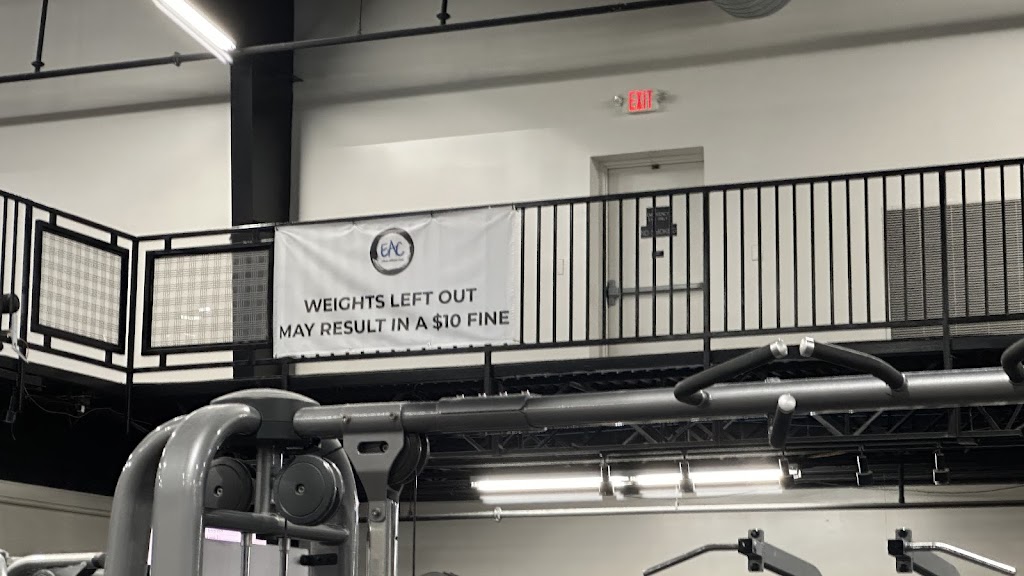 EXIT
EAC
WEIGHTS LEFT OUT
MAY RESULT IN A $10 FINE